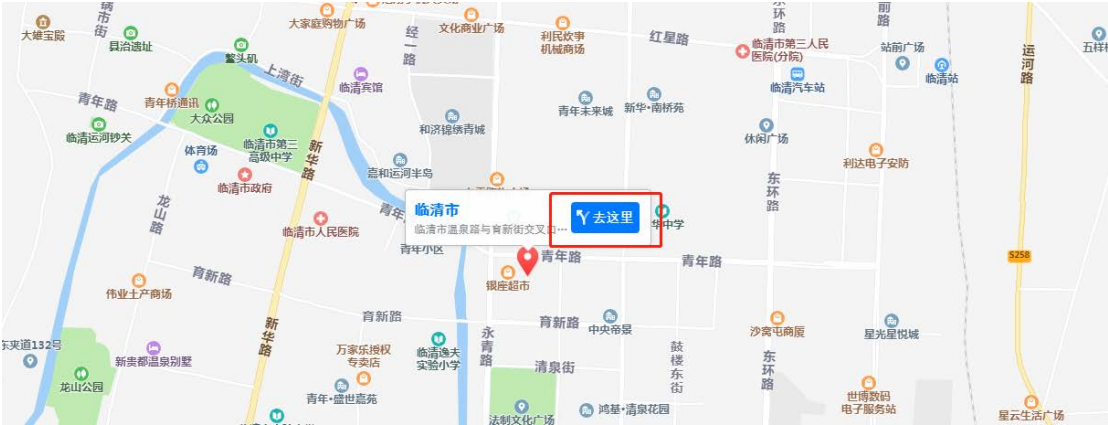 大雄宝殿
锅市街
县治遗址
大家庭购物广场
鳌头矶
上湾街
经一路
文化商业广场
利民炊事
机械商场
红星路
东环路
临清市第三人民
医院(分院)
临清汽车站
站前广场
前路
临清站
运河路
五样
青年路
青年桥通讯
大众公园
临清宾馆
临清运河钞关
临清市第三
高级中学
新华路
体育场
临清市政府
和济锦绣青城
青年未来城
新华·南桥苑
休闲广场
利达电子安防
嘉和运河半岛
龙山路
临清市人民医院
临清市
临清市温泉路与育新街交叉口…
去这里
华中学
东环路
青年小区
青年路
青年路
S258
银座超市
育新路
伟业土产商场
育新路
育新路
中央帝景
沙窝屯商厦
星光星悦城
新华路
东夹道132号
新贵都温泉别墅
万家乐授权
专卖店
临清逸夫
实验小学
永青路
清泉街
鼓楼东街
东环路
龙山公园
青年·盛世嘉苑
法制文化广场
鸿基·清泉花园
世博数码
电子服务站
星云生活广场